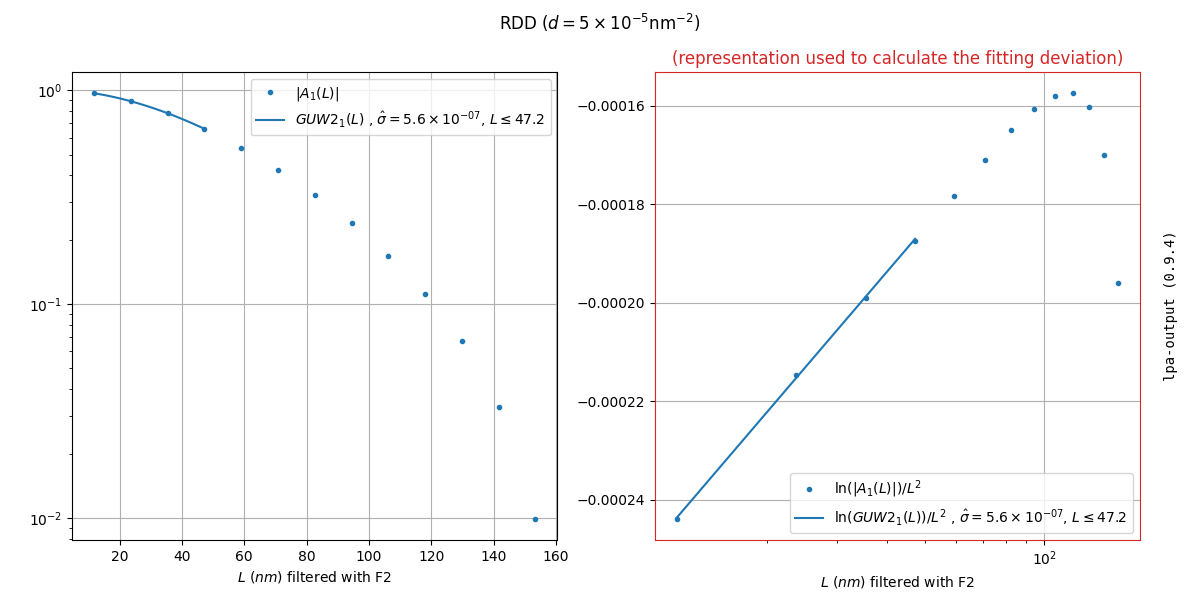 RDD ($d = 5 \times 10^{-5}$nm$^{-2}$)
(representation used to calculate the fitting deviation)
10⁰
10⁻¹
10⁻²
|A₁(L)|
GUW2₁(L) , σ̂ = 5.6 × 10⁻⁰⁷, L ≤ 47.2
20 40 60 80 100 120 140 160
L (nm) filtered with F2
−0.00016
−0.00018
−0.00020
−0.00022
−0.00024
ln(|A₁(L)|)/L²
ln(GUW2₁(L))/L² , σ̂ = 5.6 × 10⁻⁰⁷, L ≤ 47.2
10²
L (nm) filtered with F2
lpa-output (0.9.4)